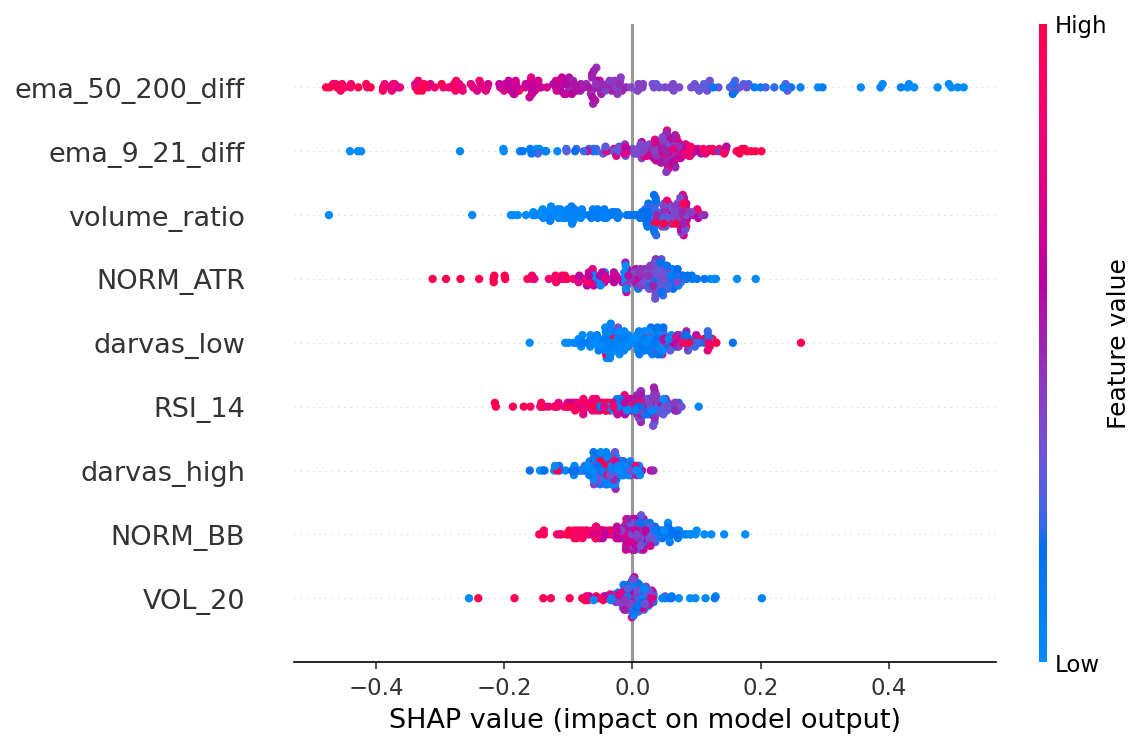 High
ema_50_200_diff
ema_9_21_diff
volume_ratio
NORM_ATR
darvas_low
RSI_14
darvas_high
NORM_BB
VOL_20
Feature value
Low
−0.4 −0.2 0.0 0.2 0.4
SHAP value (impact on model output)